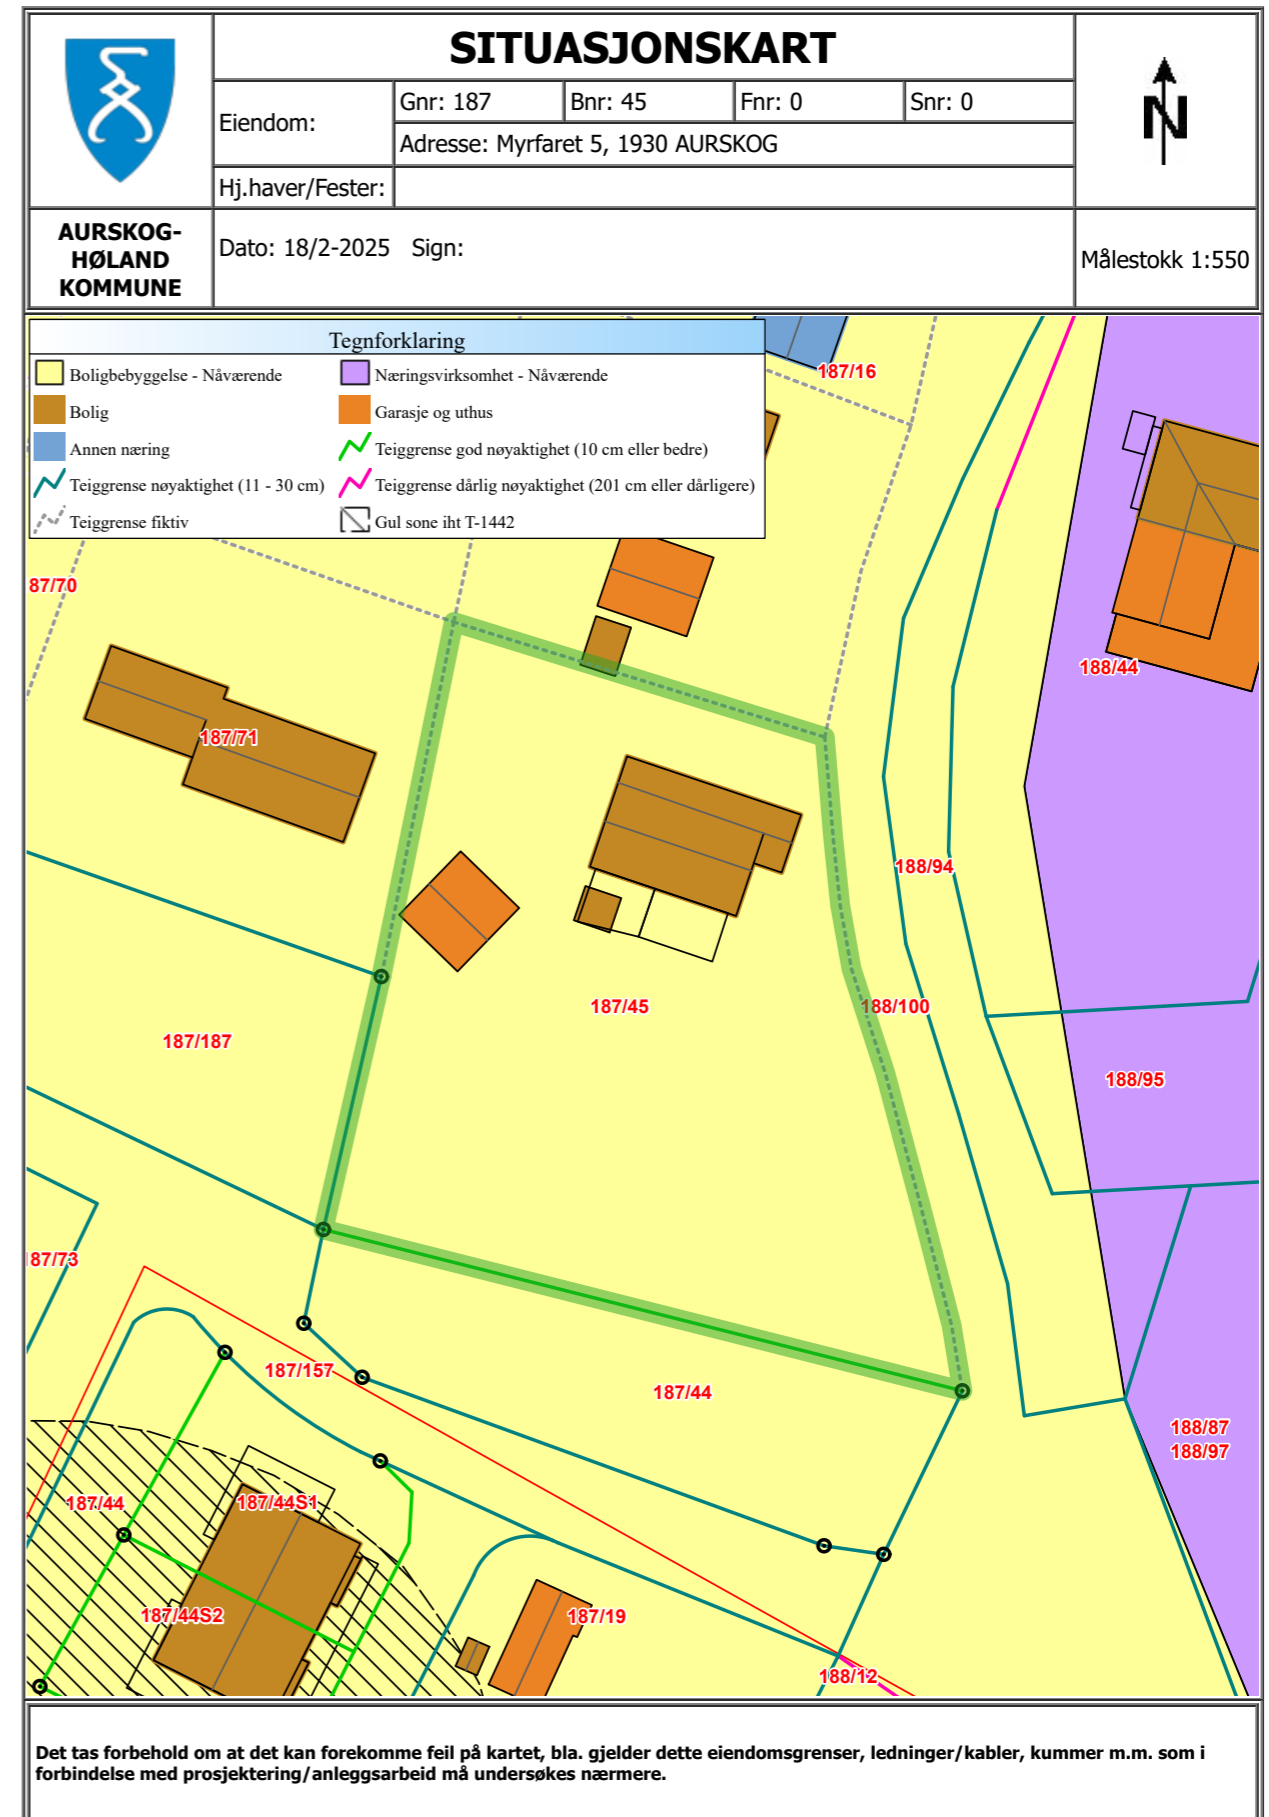 SITUASJONSKART
Eiendom:
Gnr: 187
Bnr: 45
Fnr: 0
Snr: 0
Adresse: Myrfaret 5, 1930 AURSKOG
Hj.haver/Fester:
N
AURSKOG-
HØLAND
KOMMUNE
Dato: 18/2-2025 Sign:
Målestokk 1:550
Tegnforklaring
Boligbebyggelse - Nåværende
Næringsvirksomhet - Nåværende
Bolig
Garasje og uthus
Annen næring
Teiggrense god nøyaktighet (10 cm eller bedre)
Teiggrense nøyaktighet (11 - 30 cm)
Teiggrense dårlig nøyaktighet (201 cm eller dårligere)
Teiggrense fiktiv
Gul sone iht T-1442
187/16
87/70
188/44
187/71
188/94
187/45
188/100
187/187
188/95
187/73
187/157
187/44
188/87
188/97
187/44
187/44S1
187/44S2
187/19
188/12
Det tas forbehold om at det kan forekomme feil på kartet, bla. gjelder dette eiendomsgrenser, ledninger/kabler, kummer m.m. som i
forbindelse med prosjektering/anleggsarbeid må undersøkes nærmere.